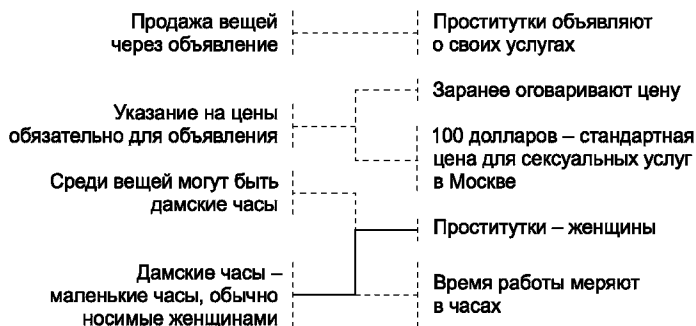 Продажа вещей
через объявление
Проститутки объявляют
о своих услугах
Указание на цены
обязательно для объявления
Заранее оговаривают цену
100 долларов – стандартная
цена для сексуальных услуг
в Москве
Среди вещей могут быть
дамские часы
Проститутки – женщины
Дамские часы –
маленькие часы, обычно
носимые женщинами
Время работы меряют
в часах